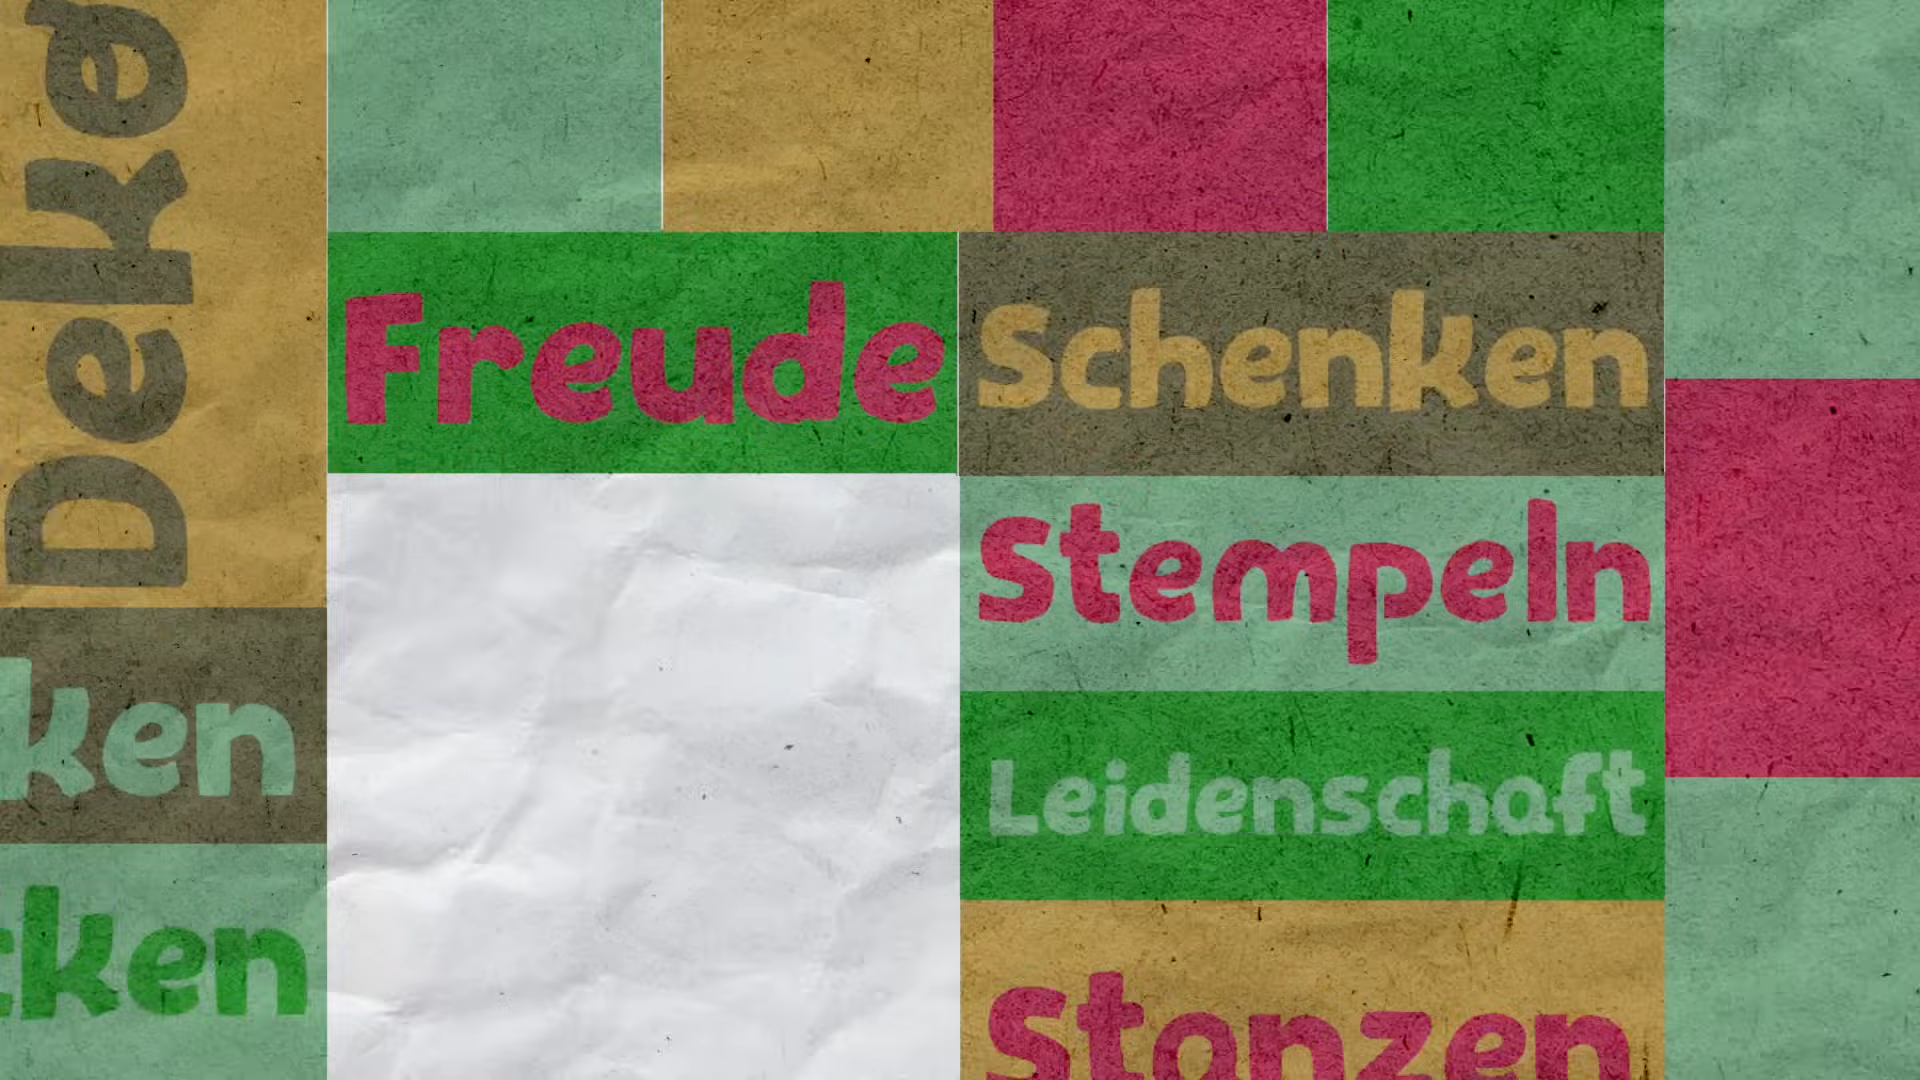 Deko
Freude
Schenken
Stempeln
ken
Leidenschaft
cken
Stanzen